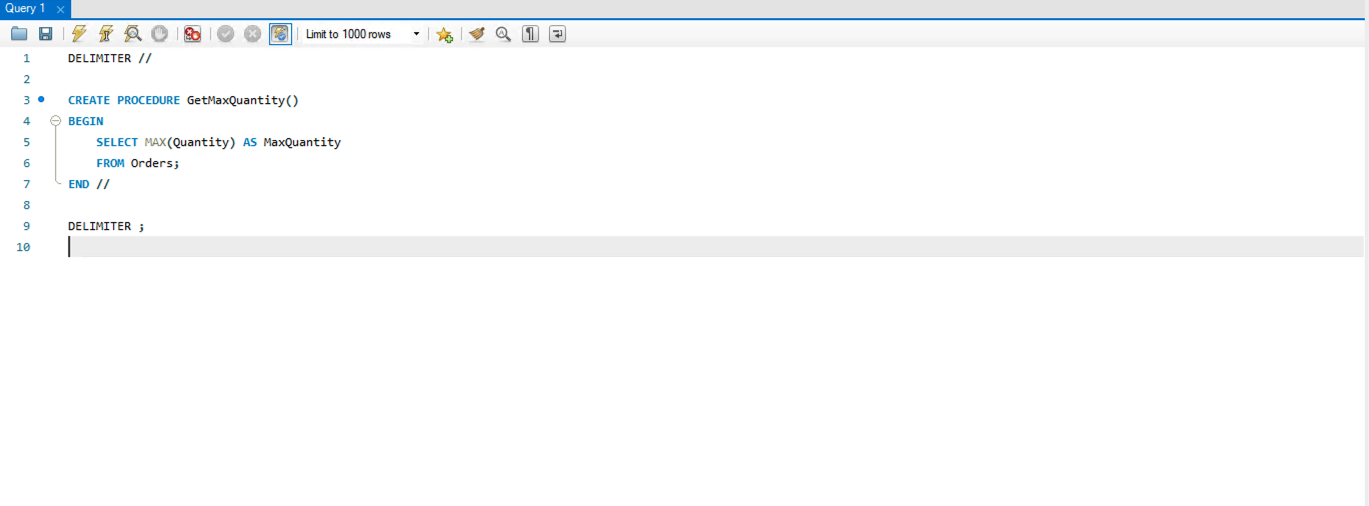 Query 1
Limit to 1000 rows
1 DELIMITER //
2
3 CREATE PROCEDURE GetMaxQuantity()
4 BEGIN
5 SELECT MAX(Quantity) AS MaxQuantity
6 FROM Orders;
7 END //
8
9 DELIMITER ;
10